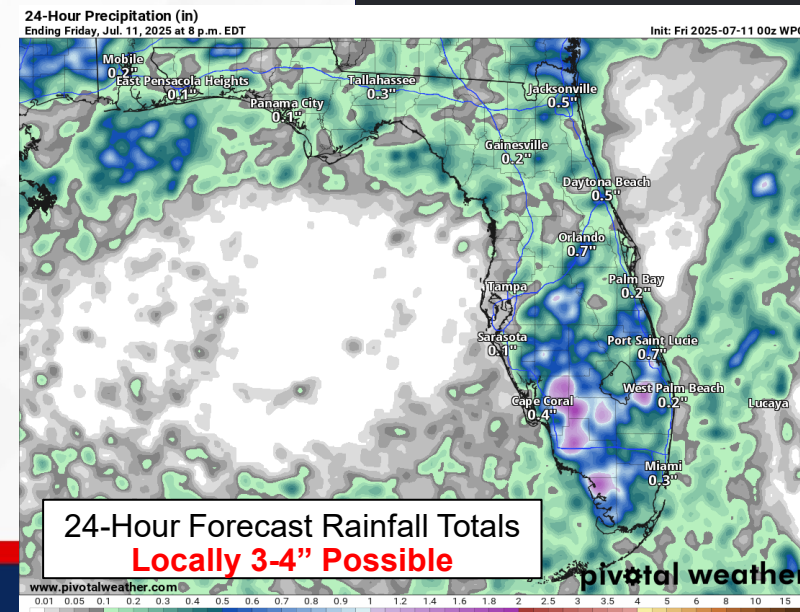 24-Hour Precipitation (in)
Ending Friday, Jul. 11, 2025 at 8 p.m. EDT
Init: Fri 2025-07-11 00z WPC
Mobile
0.2"
East Pensacola Heights
0.1"
Tallahassee
0.3"
Panama City
0.1"
Jacksonville
0.5"
Gainesville
0.2"
Daytona Beach
0.5"
Orlando
0.7"
Palm Bay
0.2"
Tampa
Sarasota
0.1"
Port Saint Lucie
0.7"
West Palm Beach
0.2"
Cape Coral
0.4"
Lucaya
Miami
0.3"
24-Hour Forecast Rainfall Totals
Locally 3-4” Possible
www.pivotalweather.com
pivotal weather
0.01 0.05 0.1 0.2 0.3 0.4 0.5 0.6 0.7 0.8 0.9 1 1.2 1.4 1.6 1.8 2 2.5 3 3.5 4 5 6 7 8 10 15